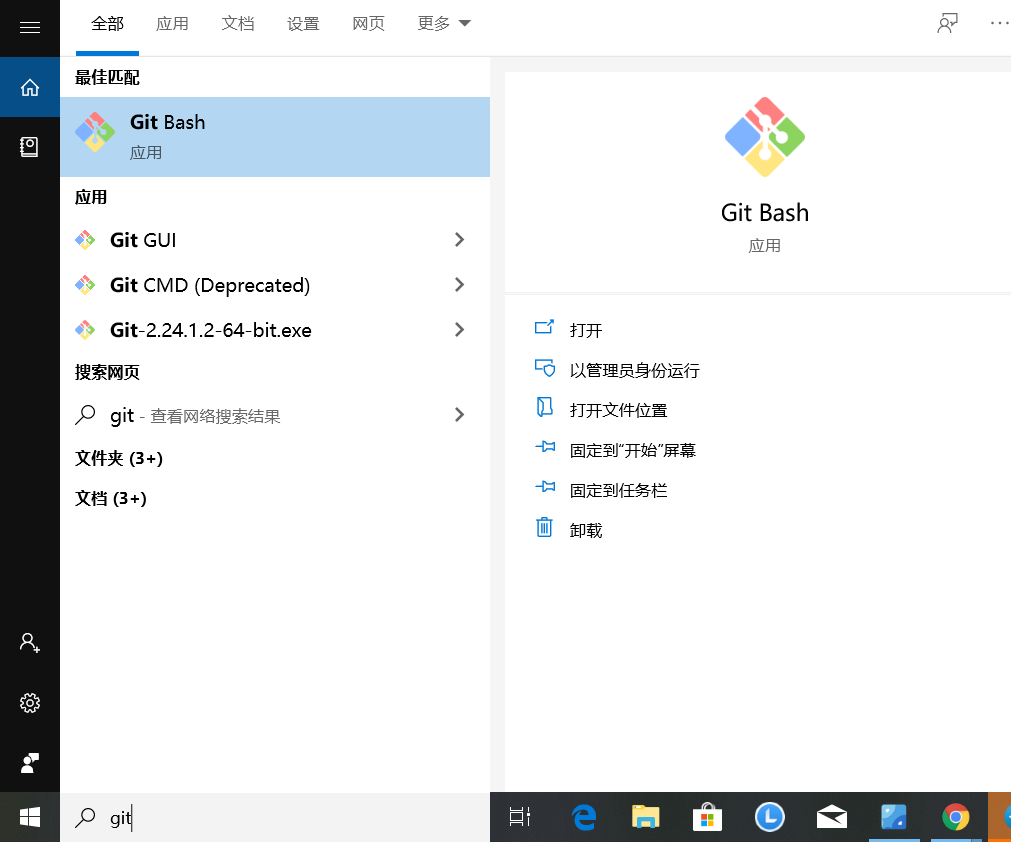 全部 应用 文档 设置 网页 更多
最佳匹配
Git Bash
应用
应用
Git GUI
Git CMD (Deprecated)
Git-2.24.1.2-64-bit.exe
搜索网页
git - 查看网络搜索结果
文件夹 (3+)
文档 (3+)
git
Git Bash
应用
打开
以管理员身份运行
打开文件位置
固定到“开始”屏幕
固定到任务栏
卸载